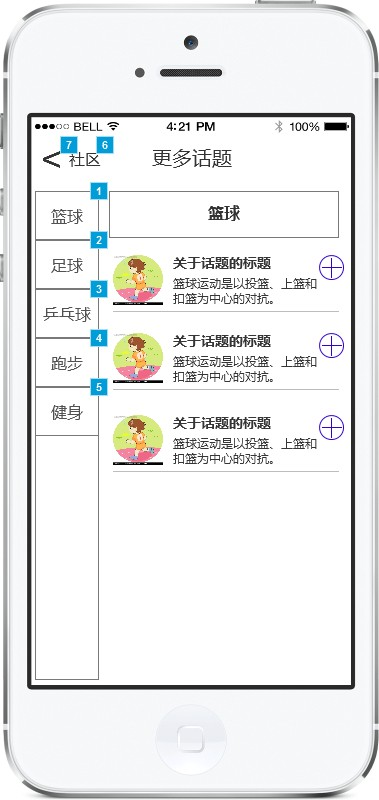 BELL 4:21 PM 100%
7 6
< 社区 更多话题
1
篮球
2
足球
3
乒乓球
4
跑步
5
健身
篮球
关于话题的标题
篮球运动是以投篮、上篮和
扣篮为中心的对抗。
关于话题的标题
篮球运动是以投篮、上篮和
扣篮为中心的对抗。
关于话题的标题
篮球运动是以投篮、上篮和
扣篮为中心的对抗。